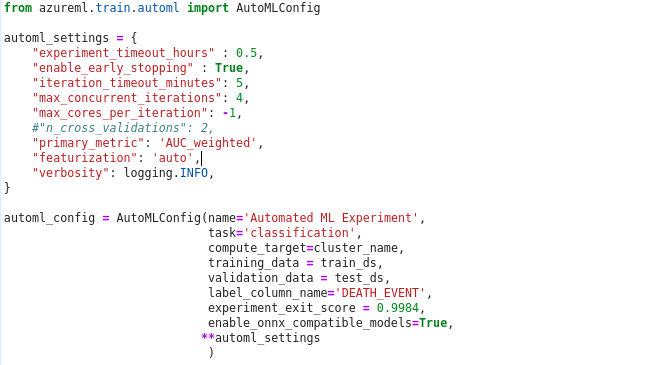 from azureml.train.automl import AutoMLConfig

automl_settings = {
    "experiment_timeout_hours" : 0.5,
    "enable_early_stopping" : True,
    "iteration_timeout_minutes": 5,
    "max_concurrent_iterations": 4,
    "max_cores_per_iteration": -1,
    #"n_cross_validations": 2,
    "primary_metric": 'AUC_weighted',
    "featurization": 'auto',
    "verbosity": logging.INFO,
}

automl_config = AutoMLConfig(name='Automated ML Experiment',
                             task='classification',
                             compute_target=cluster_name,
                             training_data = train_ds,
                             validation_data = test_ds,
                             label_column_name='DEATH_EVENT',
                             experiment_exit_score = 0.9984,
                             enable_onnx_compatible_models=True,
                            **automl_settings
                             )